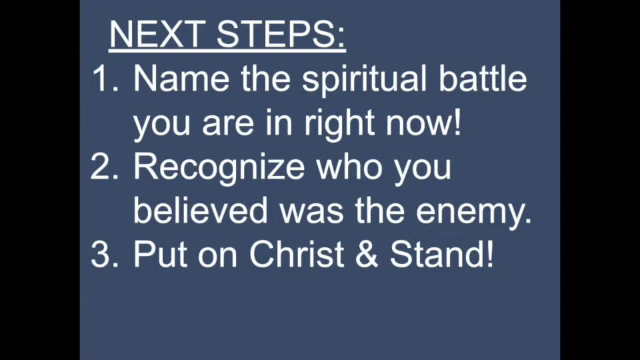 NEXT STEPS:
1. Name the spiritual battle
you are in right now!
2. Recognize who you
believed was the enemy.
3. Put on Christ & Stand!